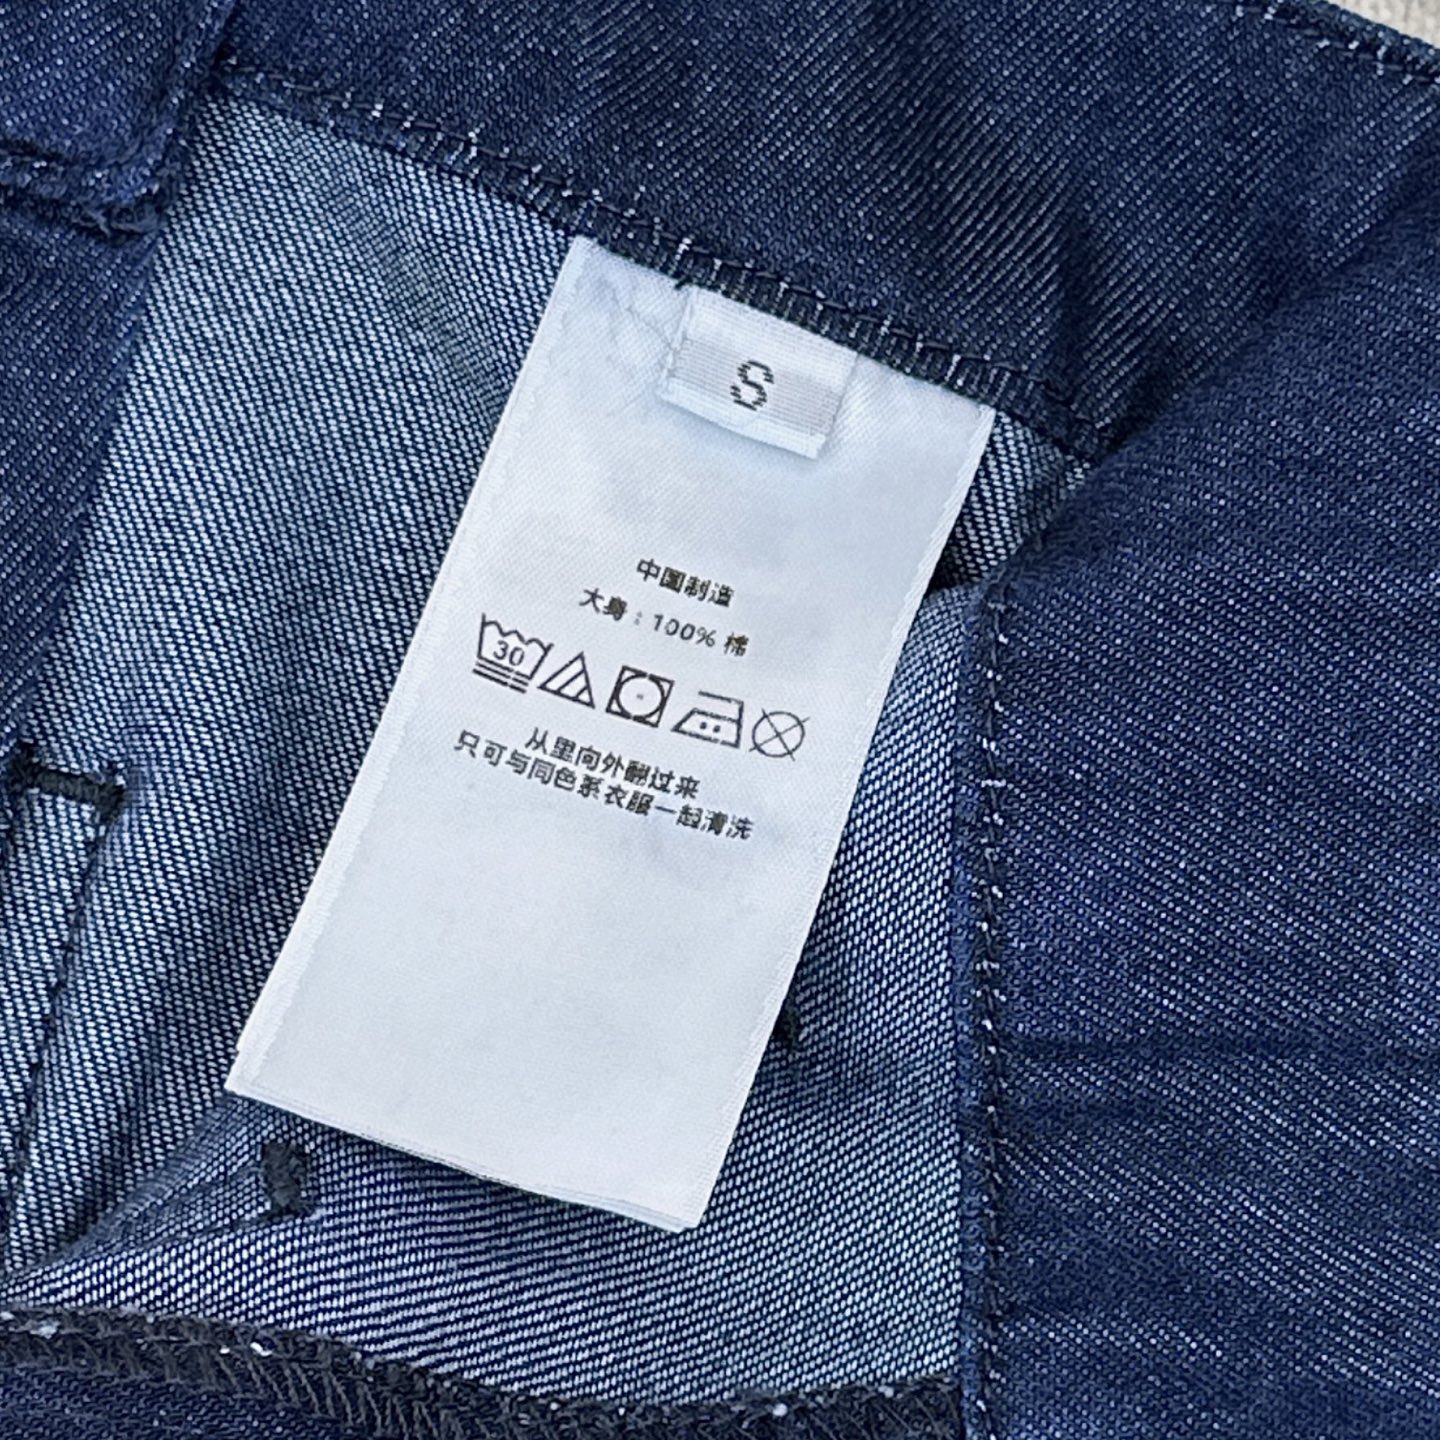 S
中國制造
大身：100% 棉
30
从里向外翻过来
只可与同色系衣服一起清洗